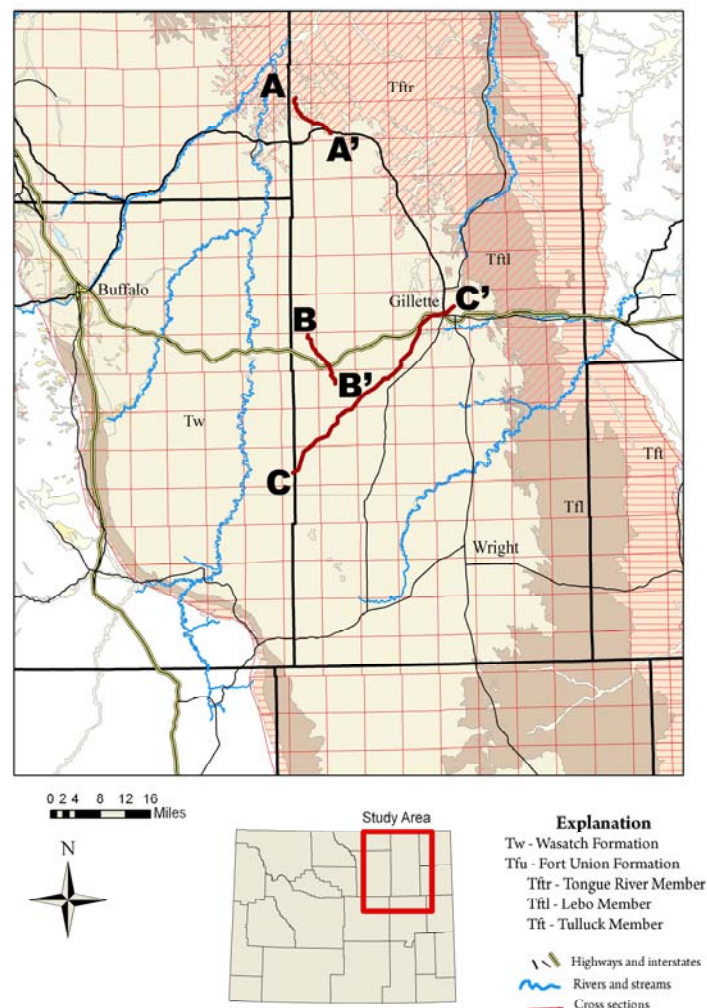 A
Tftr
A'
Buffalo
Tftl
Gillette
C'
B
B'
Tw
C
Tft
Tfl
Wright
0 2 4 8 12 16
Miles
N
Study Area
Explanation
Tw - Wasatch Formation
Tfu - Fort Union Formation
Tftr - Tongue River Member
Tftl - Lebo Member
Tft - Tulluck Member
Highways and interstates
Rivers and streams
Cross sections